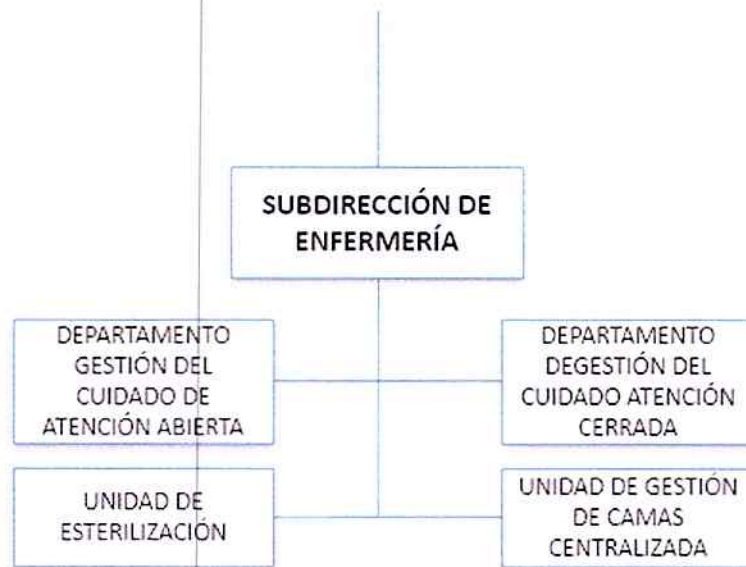 SUBDIRECCIÓN DE
ENFERMERÍA
DEPARTAMENTO
GESTIÓN DEL
CUIDADO DE
ATENCIÓN ABIERTA
DEPARTAMENTO
DEGESTIÓN DEL
CUIDADO ATENCIÓN
CERRADA
UNIDAD DE
ESTERILIZACIÓN
UNIDAD DE GESTIÓN
DE CAMAS
CENTRALIZADA